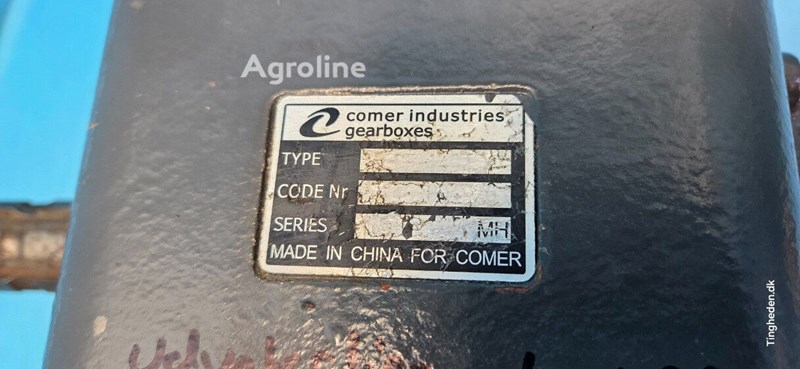 Agroline
comer industries
gearboxes
TYPE
CODE Nr
SERIES MH
MADE IN CHINA FOR COMER
Tingheden.dk